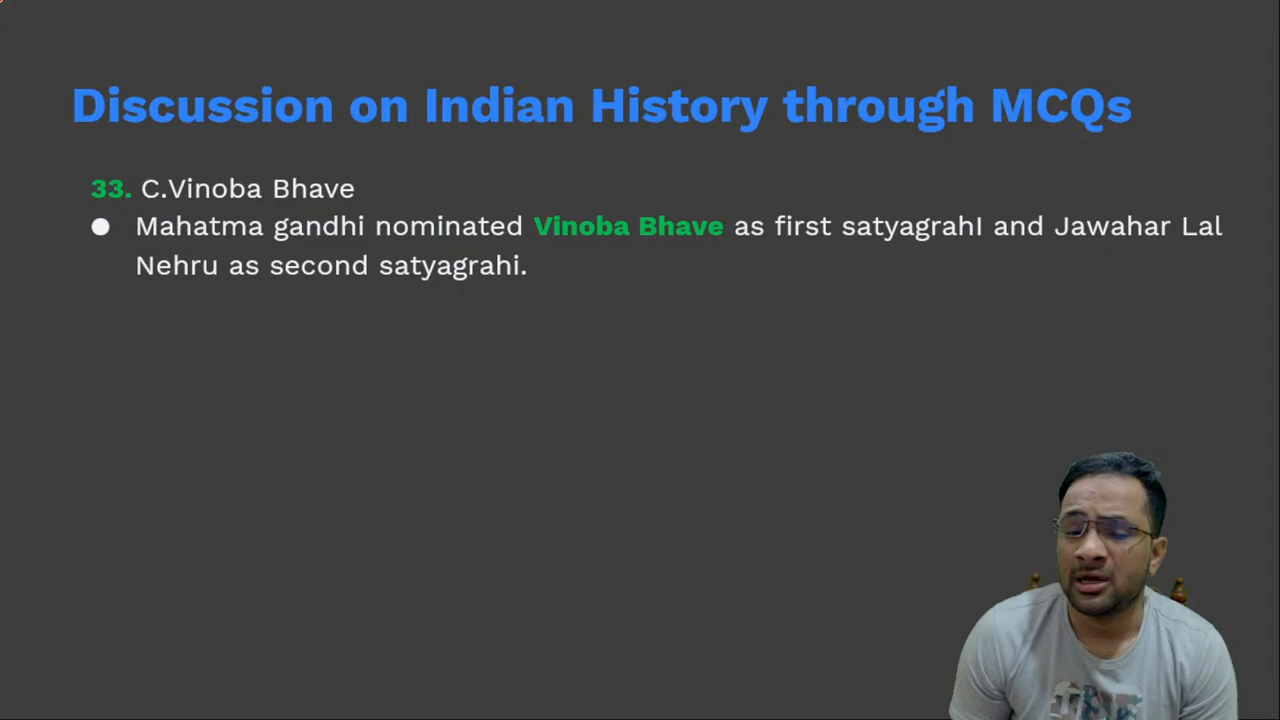 Discussion on Indian History through MCQs
33. C.Vinoba Bhave
● Mahatma gandhi nominated Vinoba Bhave as first satyagrahI and Jawahar Lal
Nehru as second satyagrahi.